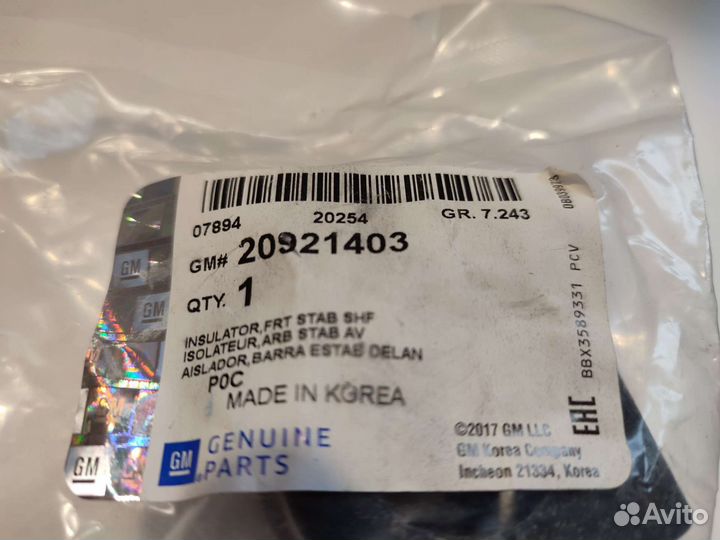 07894 20254 GR. 7.243
GM# 20921403
QTY. 1
INSULATOR,FRT STAB SHF
ISOLATEUR, ARB STAB AV
AISLADOR, BARRA ESTAB DELAN
P0C
MADE IN KOREA
GM GENUINE
PARTS
©2017 GM LLC
GM Korea Company
Incheon 21334, Korea
BBX3589331 PCV
EAC
GM
GM
Avito